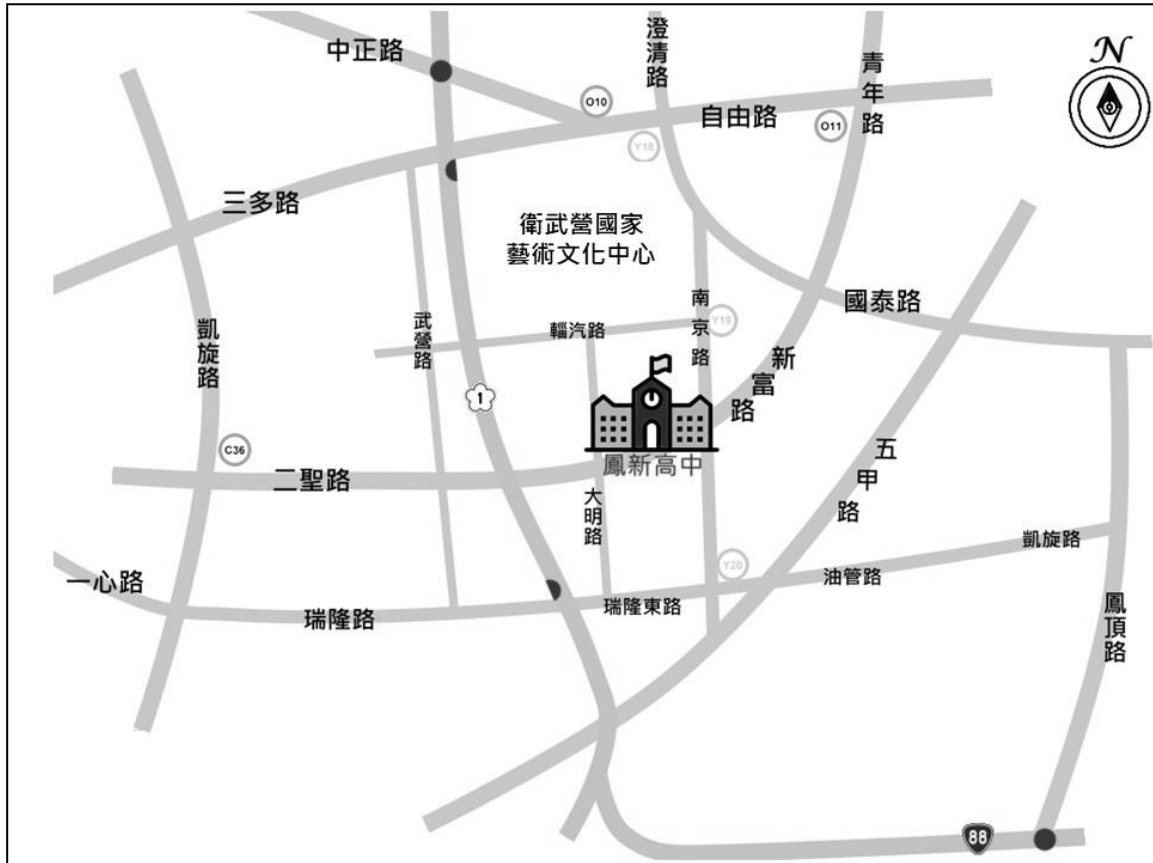 中正路
澄清路
青年路
N
O10
自由路
O11
Y18
三多路
衛武營國家
藝術文化中心
國泰路
南京路
Y19
凱旋路
武營路
輜汽路
新富路
1
五甲路
C36
二聖路
鳳新高中
大明路
凱旋路
Y20
油管路
一心路
瑞隆路
瑞隆東路
鳳頂路
88